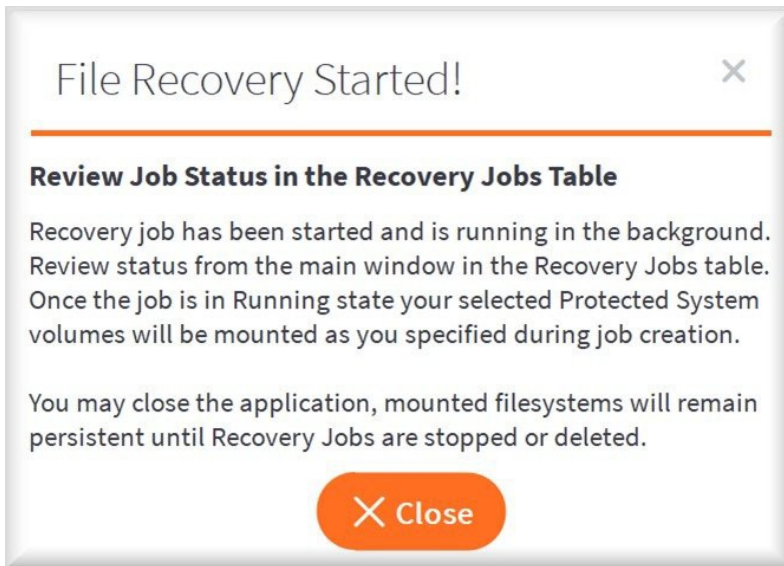 File Recovery Started!
Review Job Status in the Recovery Jobs Table
Recovery job has been started and is running in the background.
Review status from the main window in the Recovery Jobs table.
Once the job is in Running state your selected Protected System
volumes will be mounted as you specified during job creation.
You may close the application, mounted filesystems will remain
persistent until Recovery Jobs are stopped or deleted.
Close